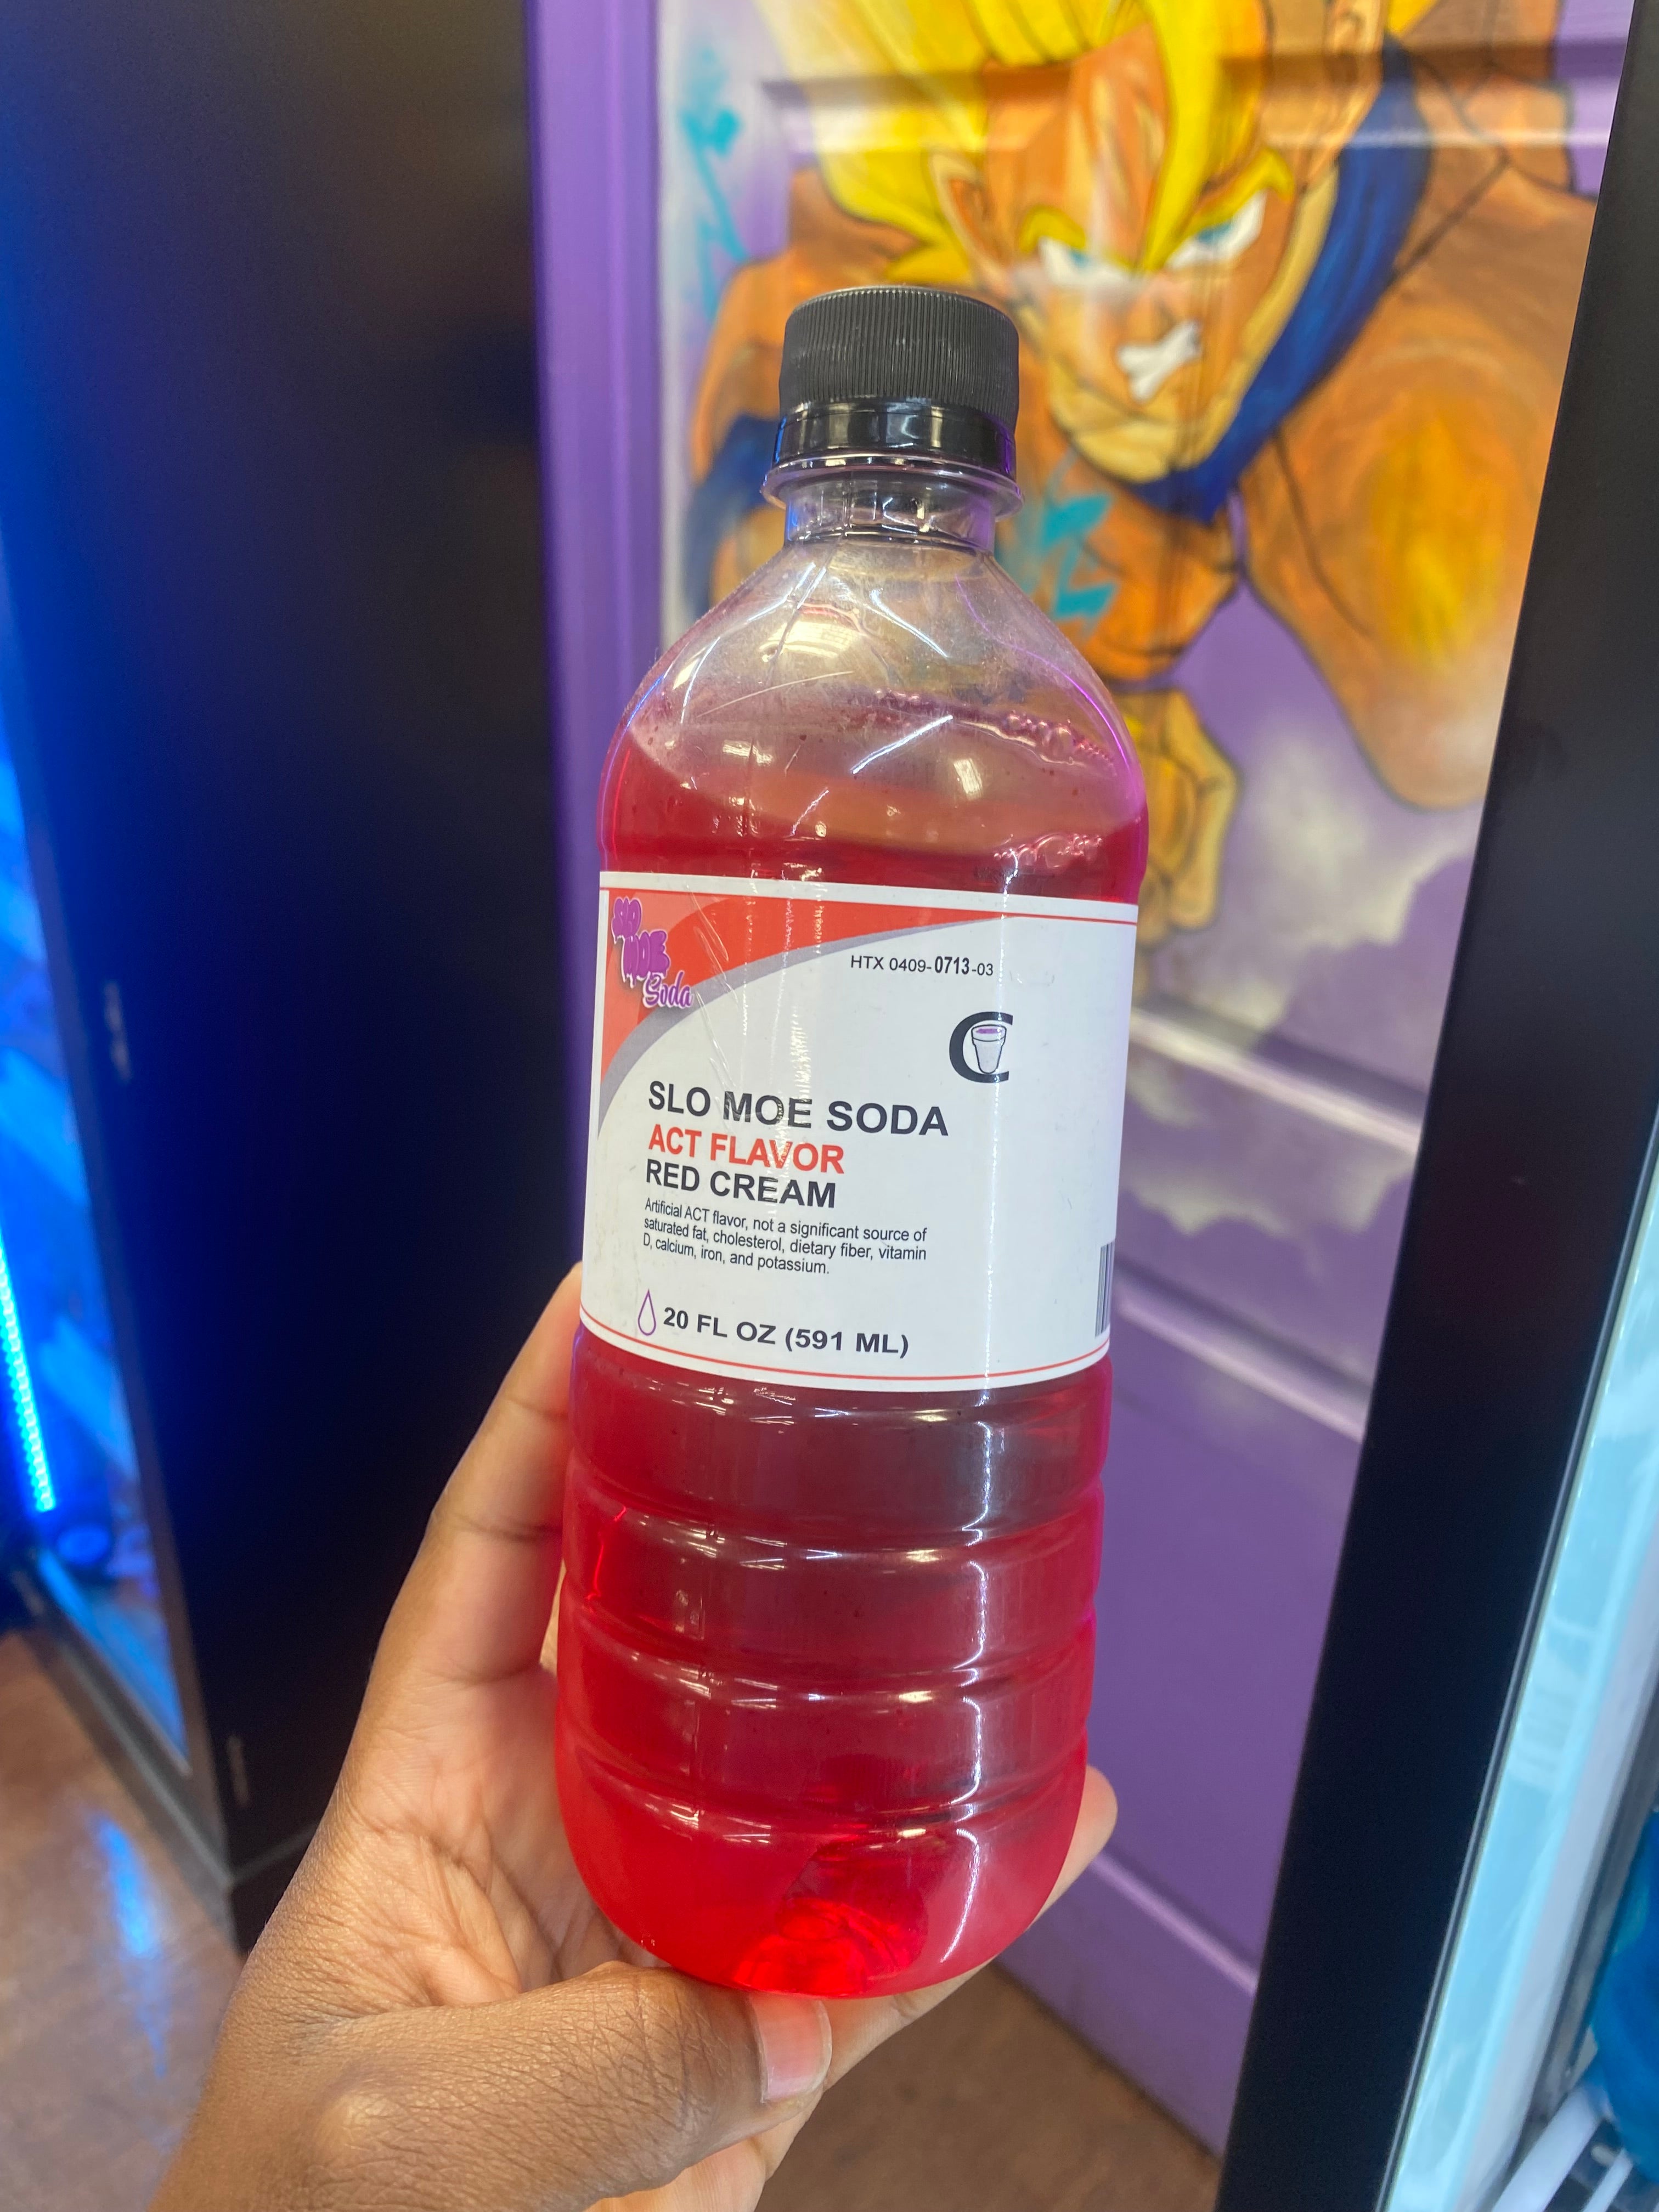 SLO
MOE
Soda
HTX 0409-0713-03
C
SLO MOE SODA
ACT FLAVOR
RED CREAM
Artificial ACT flavor, not a significant source of
saturated fat, cholesterol, dietary fiber, vitamin
D, calcium, iron, and potassium.
20 FL OZ (591 ML)